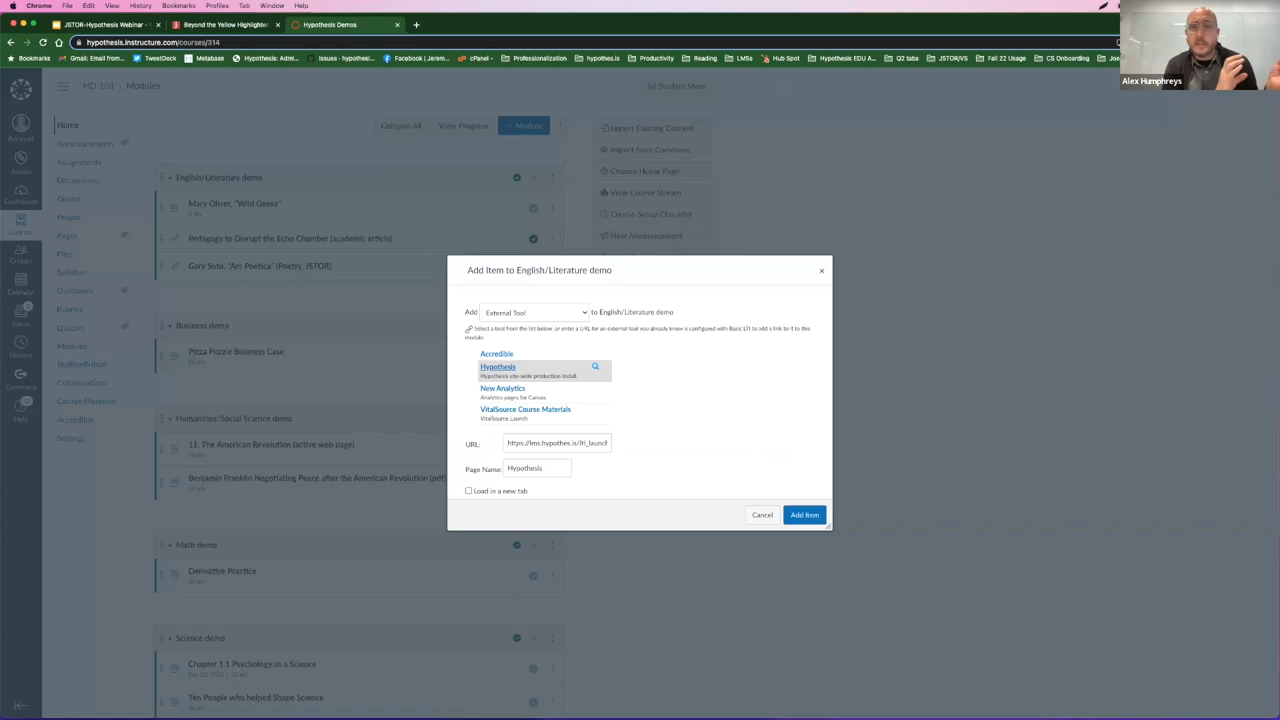 Chrome File Edit View History Bookmarks Profiles Tab Window Help
JSTOR-Hypothesis Webinar -
Beyond the Yellow Highlighter
Hypothesis Demos
hypothesis.instructure.com/courses/314
Bookmarks Gmail: Email from... TweetDeck Metabase Hypothesis: Admi... Issues · hypothesi... Facebook | Jerem... cPanel - Professionalization hypothes.is Productivity Reading LMSs Hub Spot Hypothesis EDU A... Q2 tabs JSTOR/VS Fall 22 Usage CS Onboarding
Alex Humphreys
HD 101 Modules
Student View
Account
Admin
Dashboard
Courses
Groups
Calendar
Inbox
History
Commons
Help
Home
Announcements
Assignments
Discussions
Grades
People
Pages
Files
Syllabus
Outcomes
Rubrics
Quizzes
Modules
BigBlueButton
Collaborations
Course Materials
Accredible
Settings
Collapse All View Progress + Module
English/Literature demo
Mary Oliver, "Wild Geese"
Pedagogy to Disrupt the Echo Chamber (academic article)
Gary Soto, "Ars Poetica" (Poetry, JSTOR)
Business demo
Pizza Puzzle Business Case
Humanities/Social Science demo
11. The American Revolution (active web page)
Benjamin Franklin Negotiating Peace after the American Revolution (pdf)
Math demo
Derivative Practice
Science demo
Chapter 1.1 Psychology as a Science
Ten People who helped Shape Science
Import Existing Content
Import from Commons
Choose Home Page
View Course Stream
Course Setup Checklist
New Announcement
Add Item to English/Literature demo
×
Add External Tool to English/Literature demo
Select a tool from the list below, or enter a URL for an external tool you already know is configured with Basic LTI to add a link to it to this
module.
Accredible
Hypothesis
Hypothesis site-wide production install.
New Analytics
Analytics pages for Canvas
VitalSource Course Materials
VitalSource Launch
URL: https://lms.hypothes.is/lti_launch
Page Name: Hypothesis
Load in a new tab
Cancel Add Item